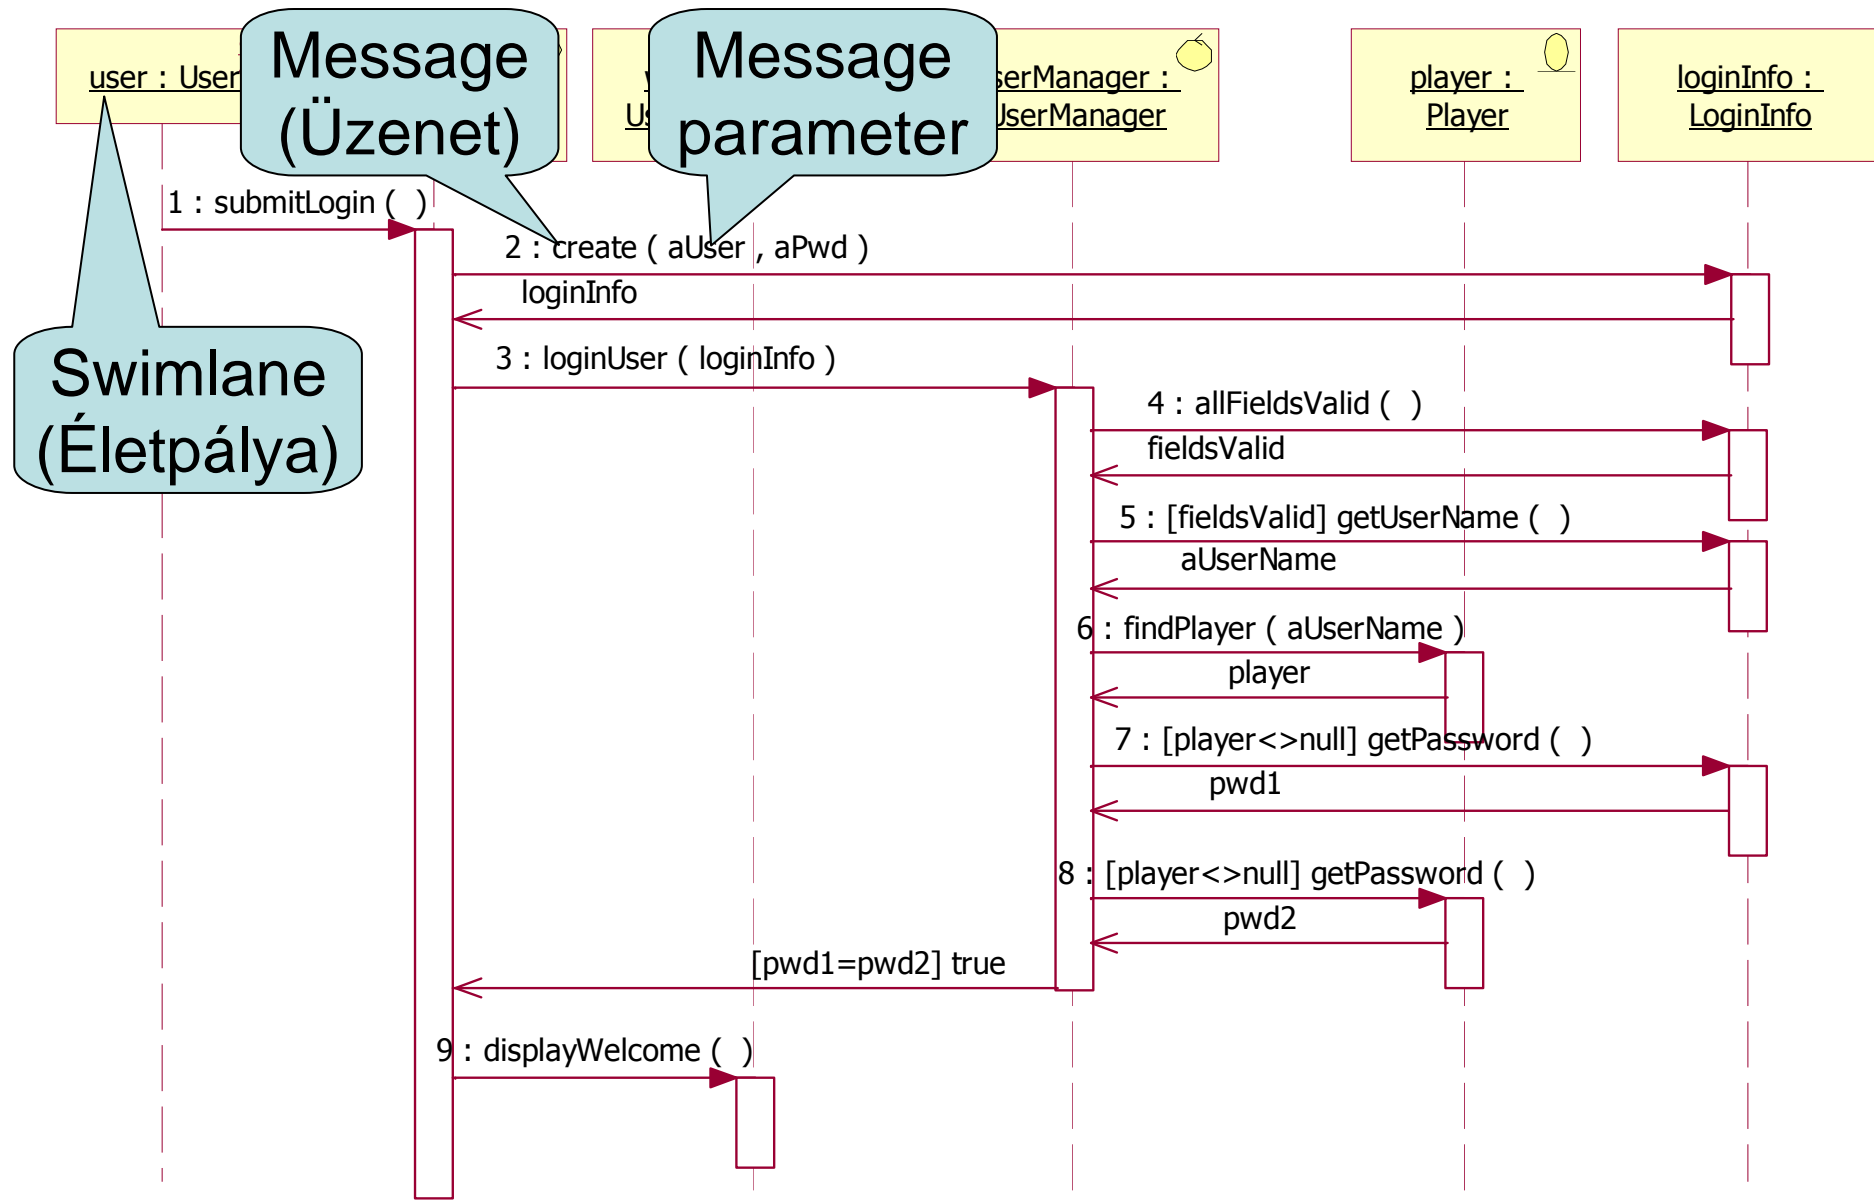 Message
(Üzenet)
Message
parameter
user : User
player :
Player
loginInfo :
LoginInfo
1 : submitLogin ( )
2 : create ( aUser , aPwd )
loginInfo
Swimlane
(Életpálya)
3 : loginUser ( loginInfo )
4 : allFieldsValid ( )
fieldsValid
5 : [fieldsValid] getUserName ( )
aUserName
6 : findPlayer ( aUserName )
player
7 : [player<>null] getPassword ( )
pwd1
8 : [player<>null] getPassword ( )
pwd2
[pwd1=pwd2] true
9 : displayWelcome ( )